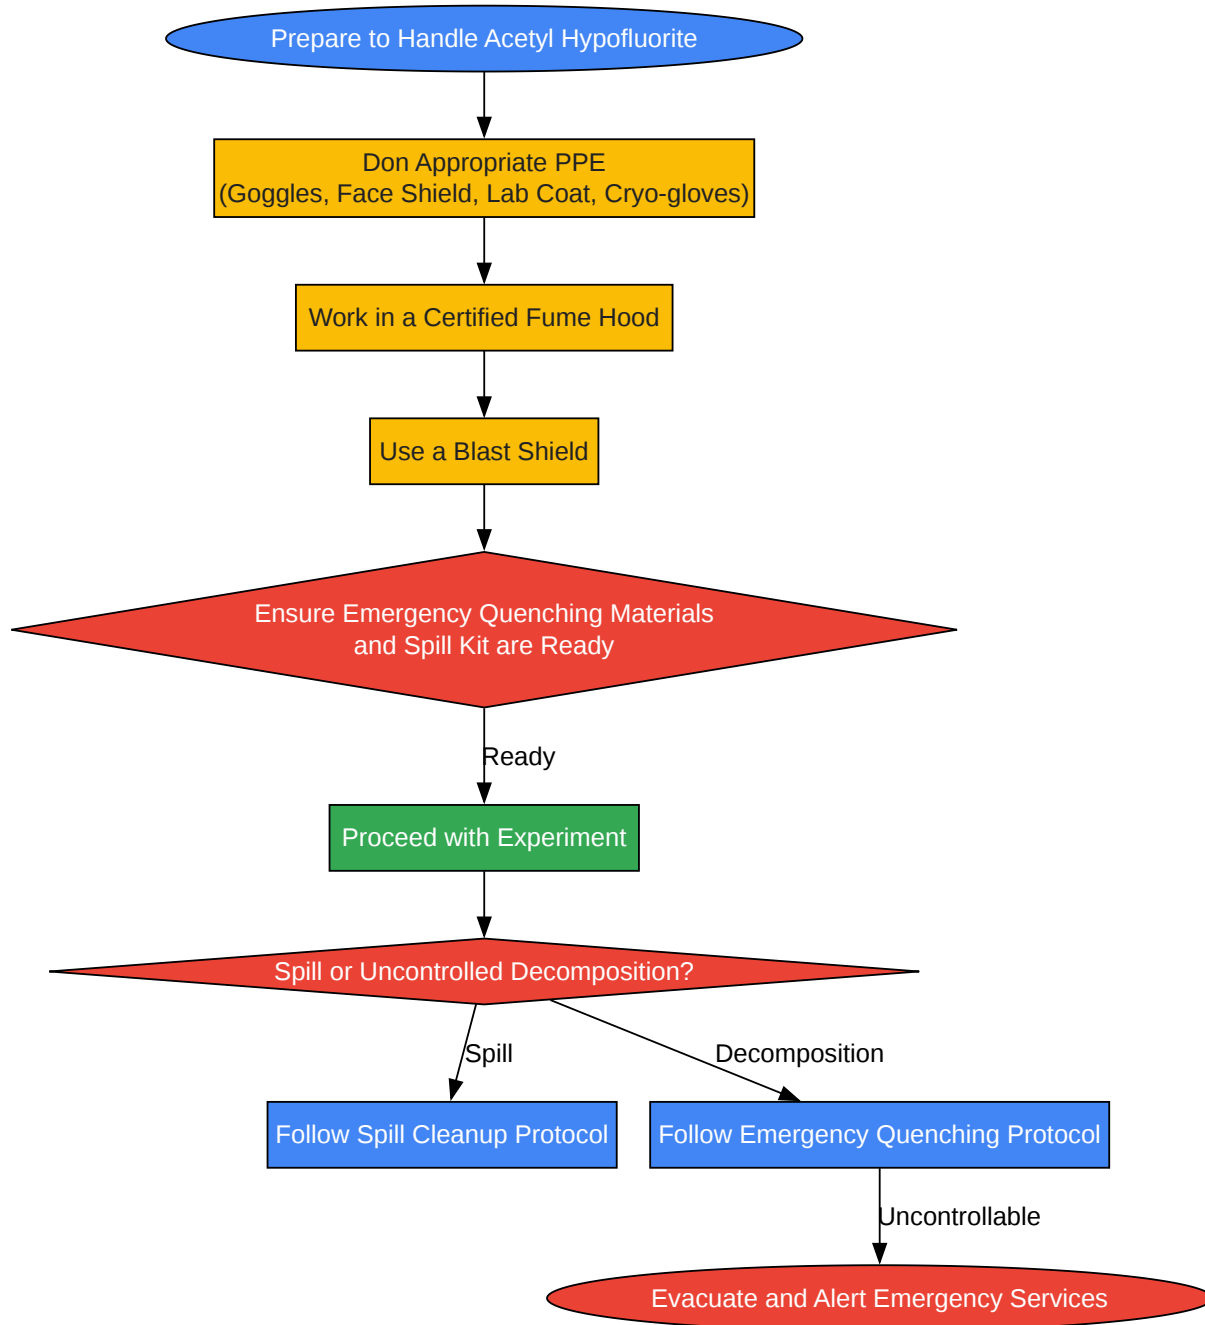 Prepare to Handle Acetyl Hypofluorite
Don Appropriate PPE
(Goggles, Face Shield, Lab Coat, Cryo-gloves)
Work in a Certified Fume Hood
Use a Blast Shield
Ensure Emergency Quenching Materials
and Spill Kit are Ready
Ready
Proceed with Experiment
Spill or Uncontrolled Decomposition?
Spill
Decomposition
Follow Spill Cleanup Protocol
Follow Emergency Quenching Protocol
Uncontrollable
Evacuate and Alert Emergency Services